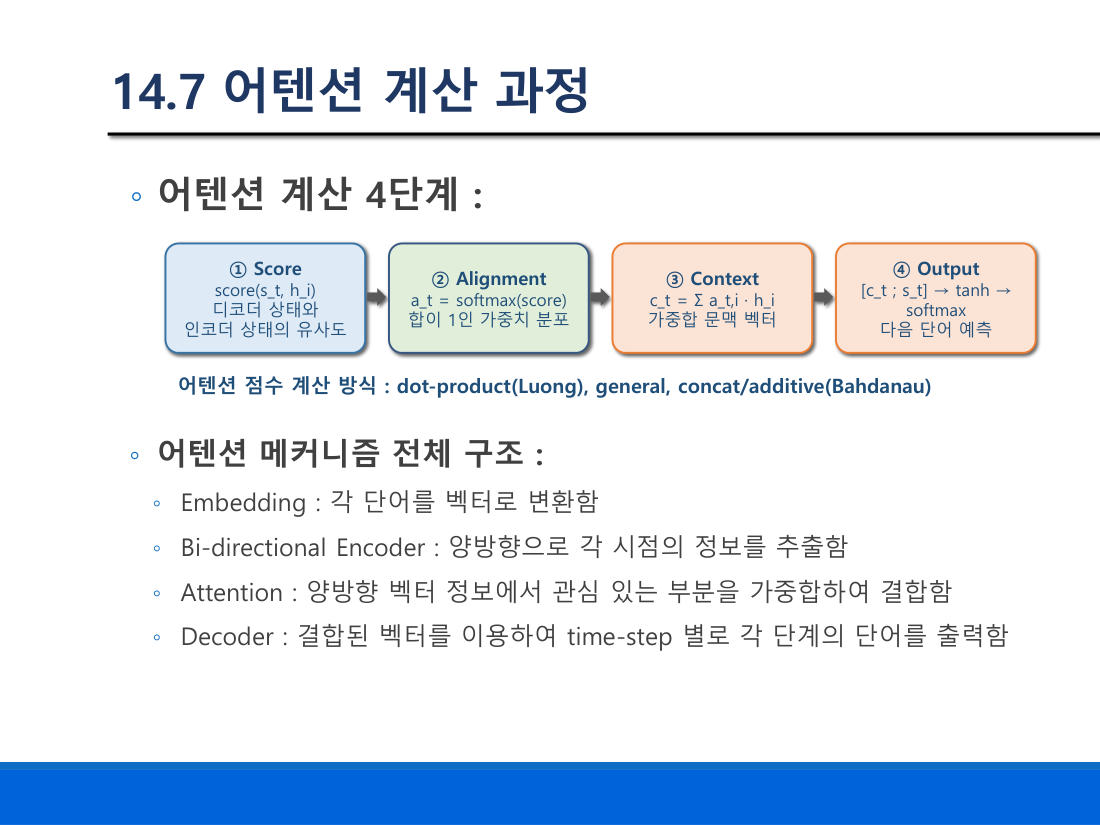 14.7 어텐션 계산 과정
◦ 어텐션 계산 4단계 :
① Score
score(s_t, h_i)
디코더 상태와
인코더 상태의 유사도
② Alignment
a_t = softmax(score)
합이 1인 가중치 분포
③ Context
c_t = Σ a_t,i · h_i
가중합 문맥 벡터
④ Output
[c_t ; s_t] → tanh →
softmax
다음 단어 예측
어텐션 점수 계산 방식 : dot-product(Luong), general, concat/additive(Bahdanau)
◦ 어텐션 메커니즘 전체 구조 :
◦ Embedding : 각 단어를 벡터로 변환함
◦ Bi-directional Encoder : 양방향으로 각 시점의 정보를 추출함
◦ Attention : 양방향 벡터 정보에서 관심 있는 부분을 가중합하여 결합함
◦ Decoder : 결합된 벡터를 이용하여 time-step 별로 각 단계의 단어를 출력함